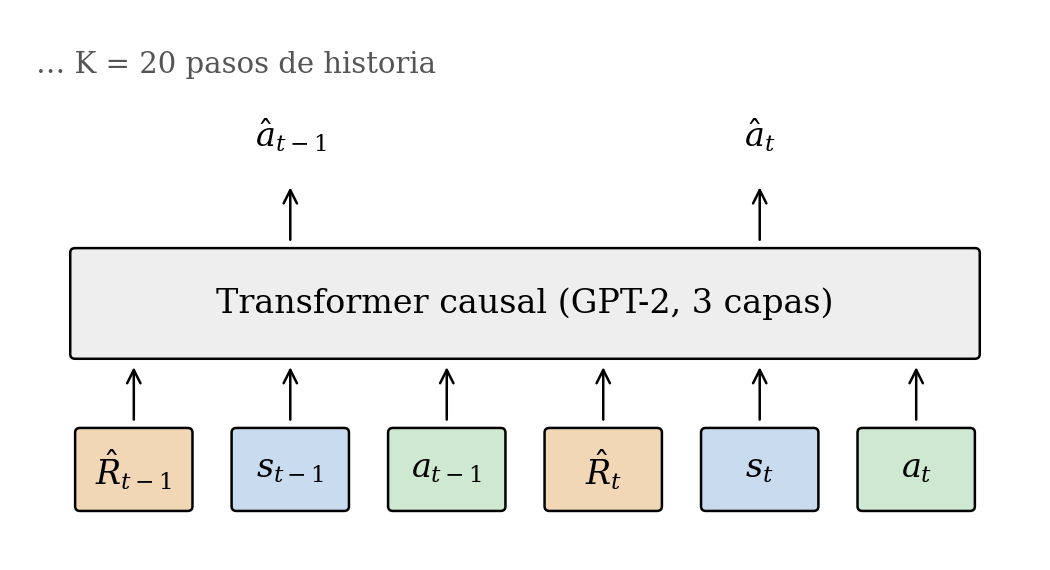 ... K = 20 pasos de historia
â_{t−1} â_t
Transformer causal (GPT-2, 3 capas)
R̂_{t−1} s_{t−1} a_{t−1} R̂_t s_t a_t